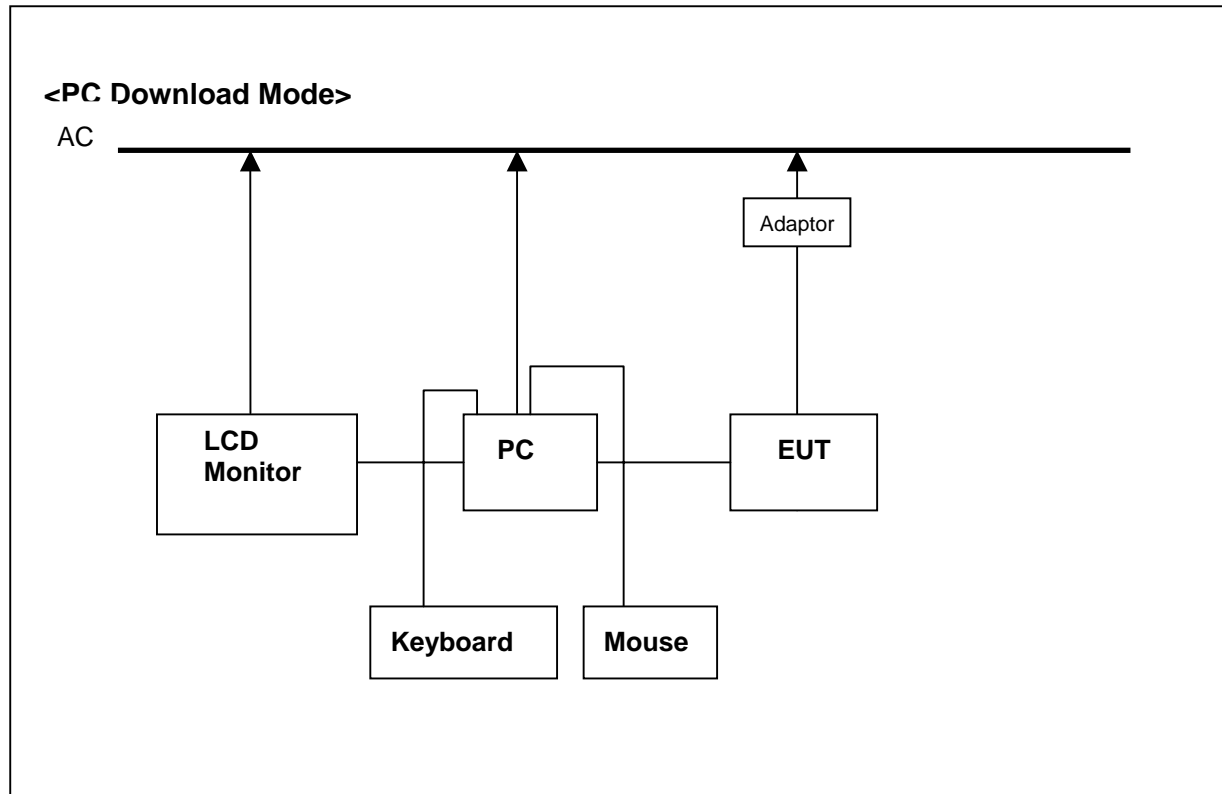 <PC Download Mode>
AC
Adaptor
LCD
Monitor
PC
EUT
Keyboard
Mouse